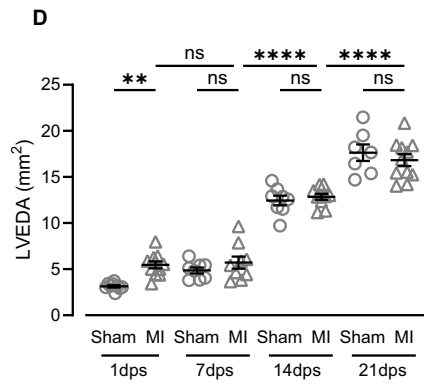 D
ns **** ****
** ns ns ns
25
20
15
10
5
0
LVEDA (mm²)
Sham MI Sham MI Sham MI Sham MI
1dps 7dps 14dps 21dps